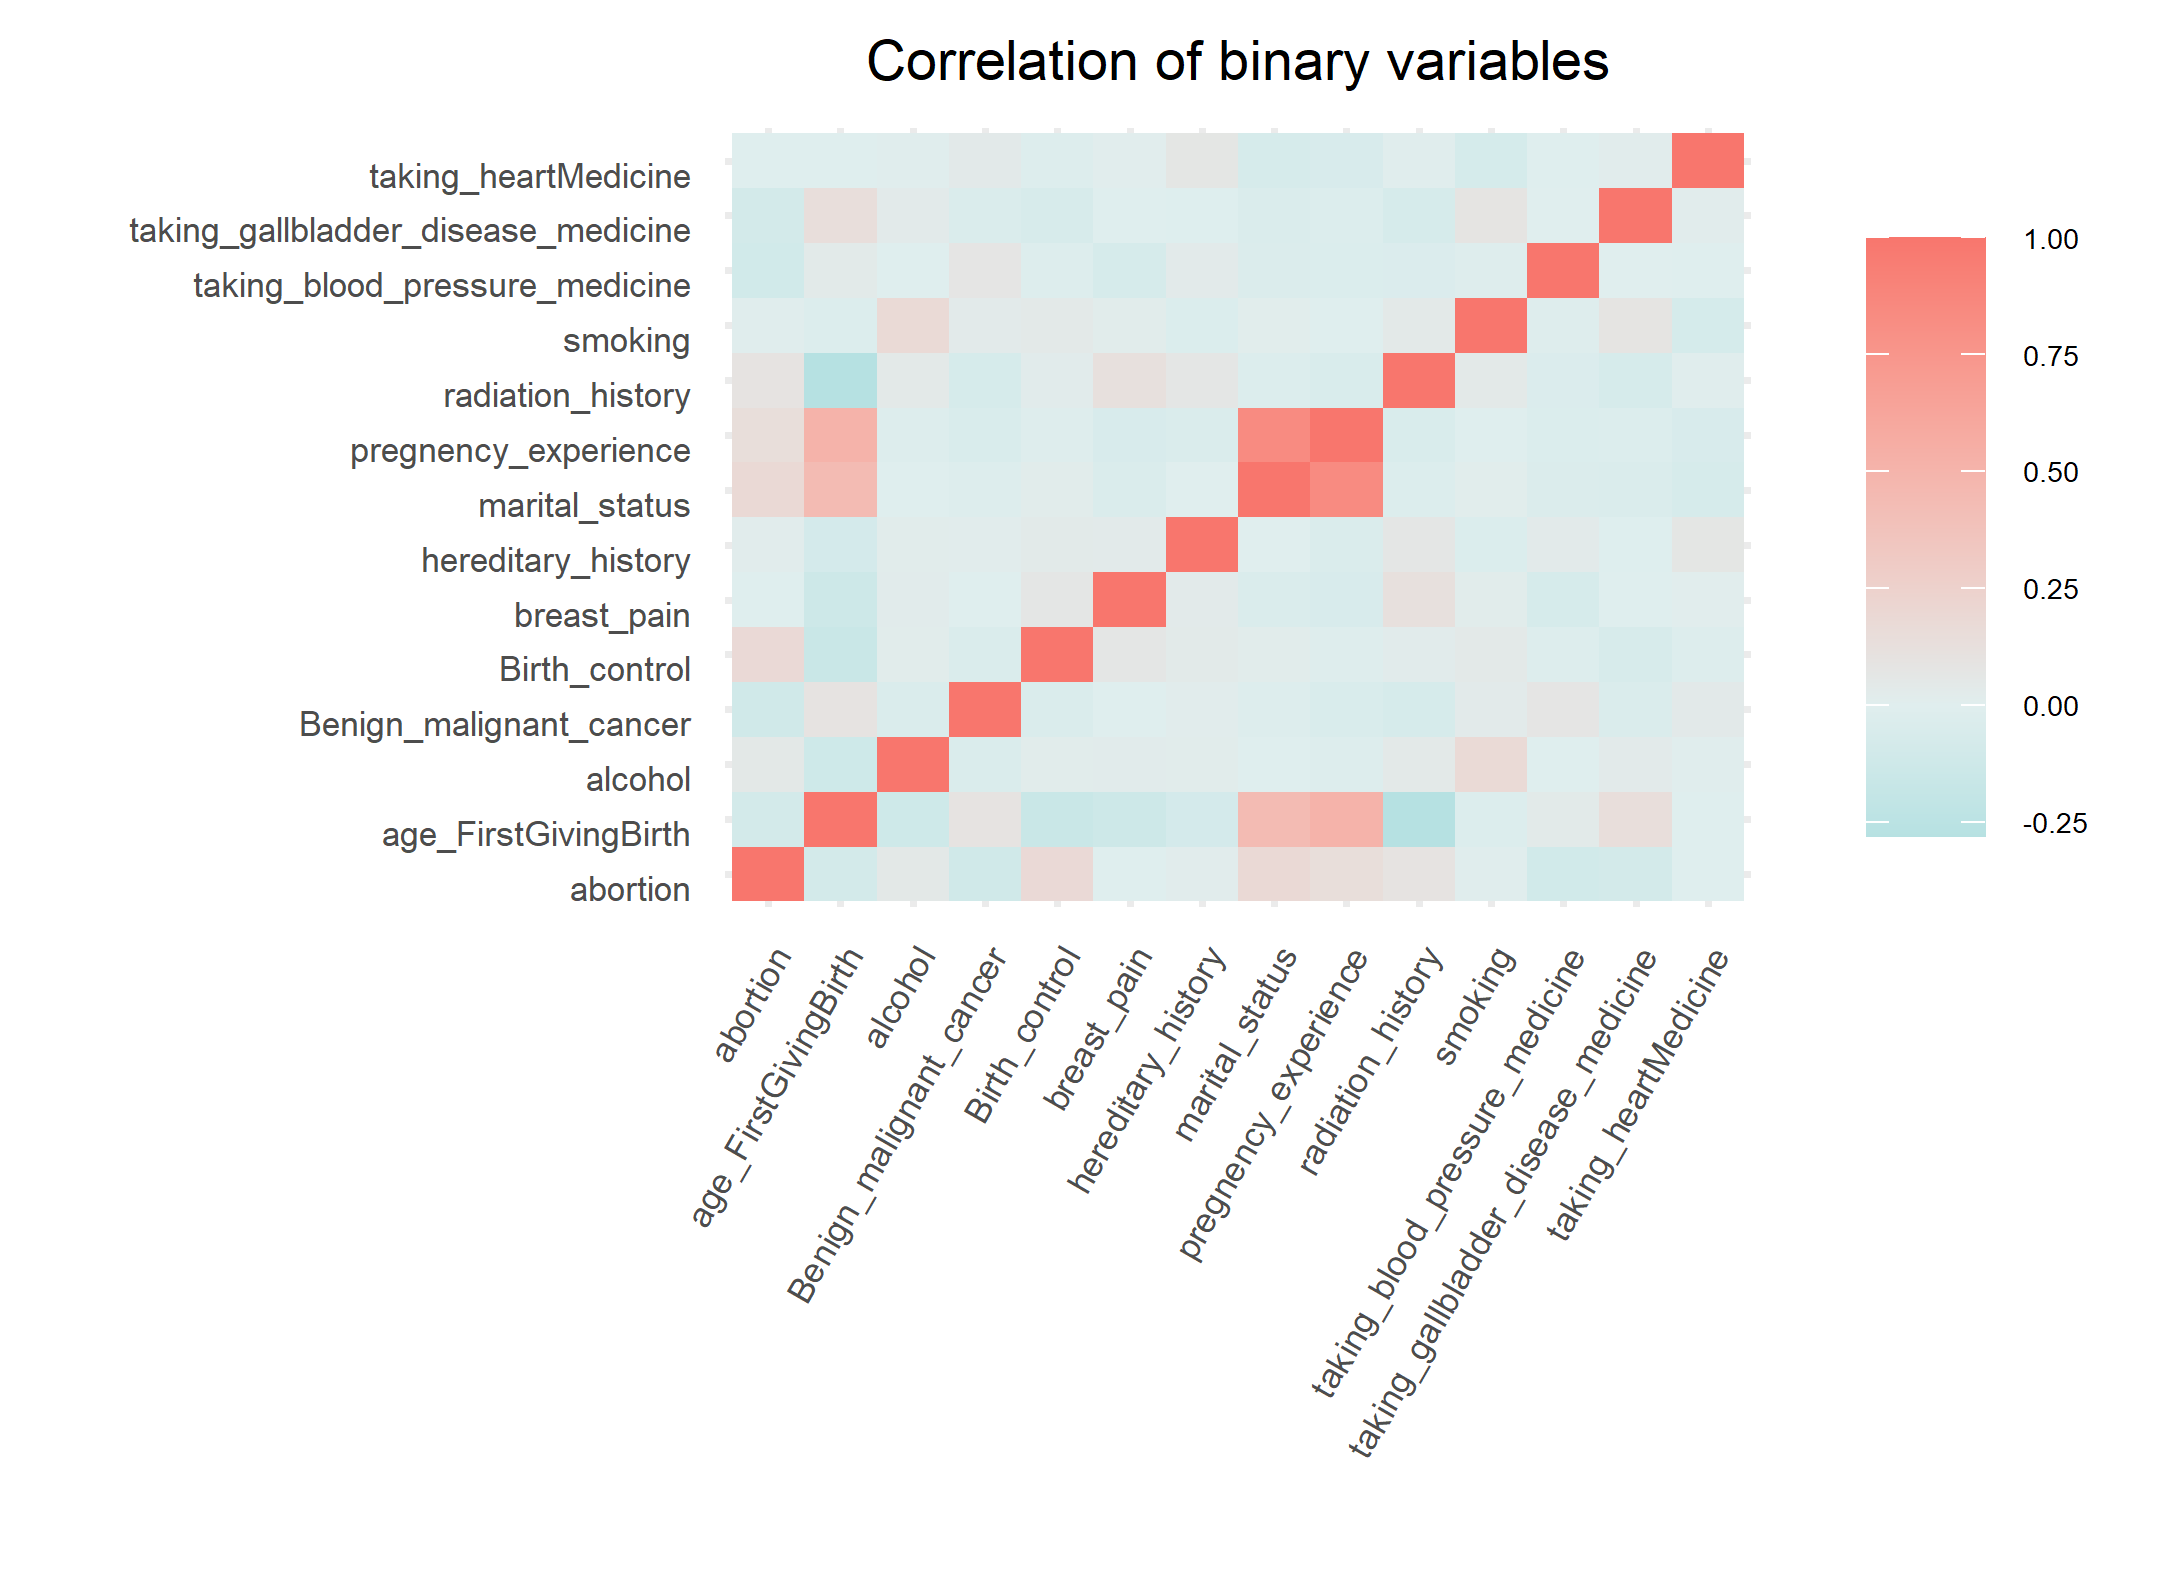 Correlation of binary variables
taking_heartMedicine
taking_gallbladder_disease_medicine
taking_blood_pressure_medicine
smoking
radiation_history
pregnency_experience
marital_status
hereditary_history
breast_pain
Birth_control
Benign_malignant_cancer
alcohol
age_FirstGivingBirth
abortion
abortion
age_FirstGivingBirth
alcohol
Benign_malignant_cancer
Birth_control
breast_pain
hereditary_history
marital_status
pregnency_experience
radiation_history
smoking
taking_blood_pressure_medicine
taking_gallbladder_disease_medicine
taking_heartMedicine
1.00
0.75
0.50
0.25
0.00
-0.25